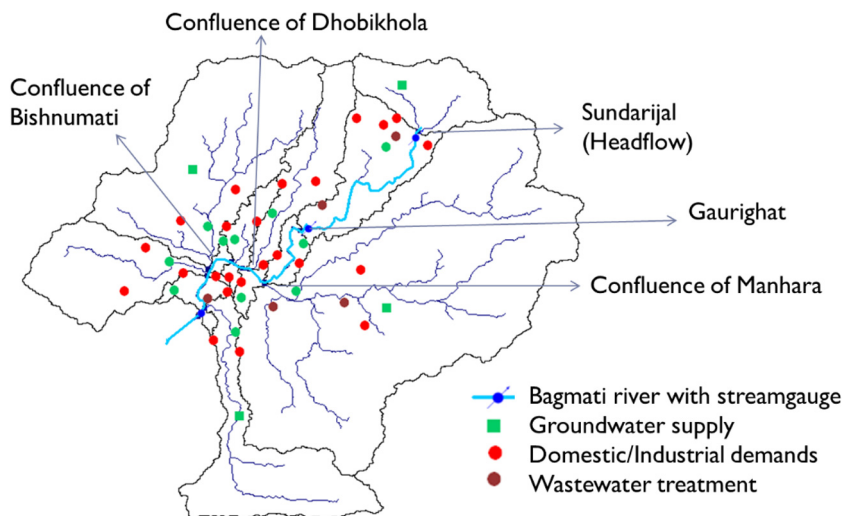 Confluence of Dhobikhola
Confluence of
Bishnumati
Sundarijal
(Headflow)
Gaurighat
Confluence of Manhara
Bagmati river with streamgauge
Groundwater supply
Domestic/Industrial demands
Wastewater treatment